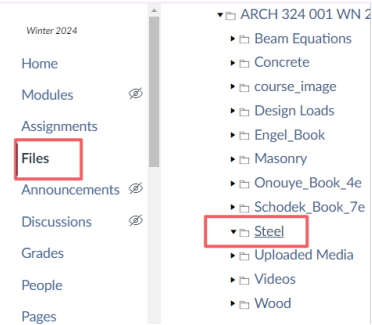 Winter 2024
Home
Modules
Assignments
Files
Announcements
Discussions
Grades
People
Pages
ARCH 324 001 WN 2
Beam Equations
Concrete
course_image
Design Loads
Engel_Book
Masonry
Onouye_Book_4e
Schodek_Book_7e
Steel
Uploaded Media
Videos
Wood